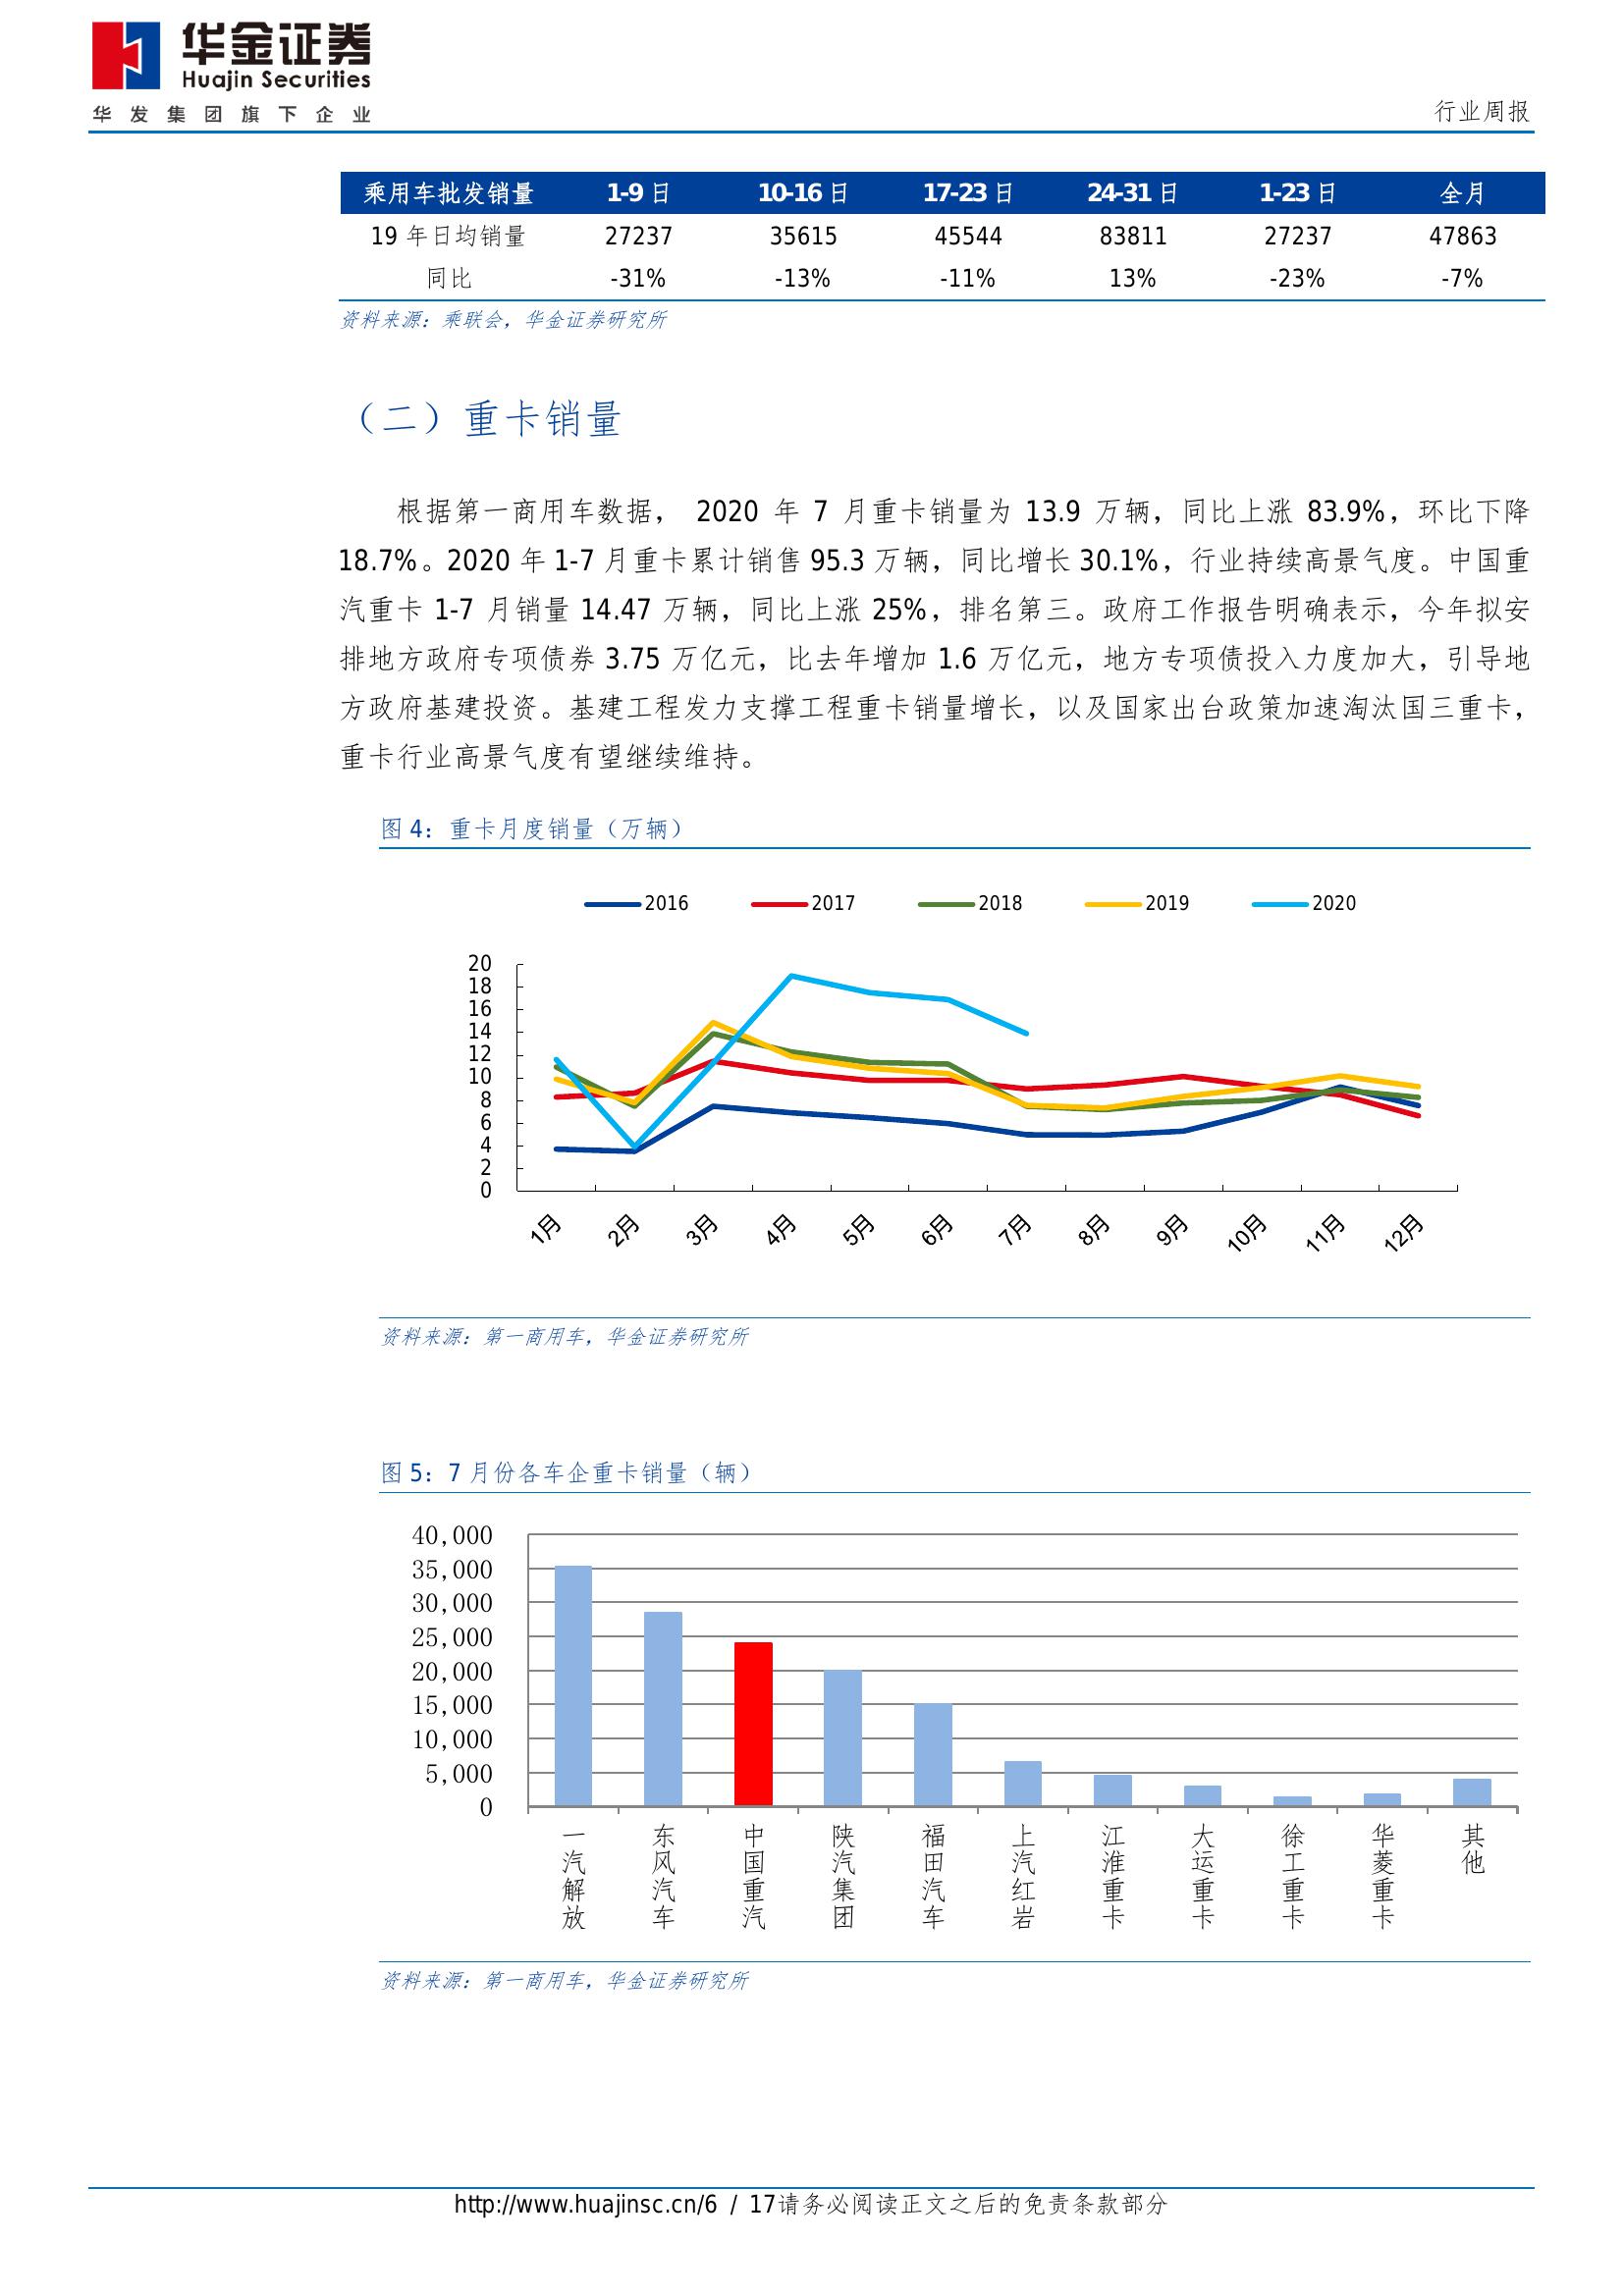 华金证券
Huajin Securities
华发集团旗下企业
行业周报
乘用车批发销量 1-9 日 10-16 日 17-23 日 24-31 日 1-23 日 全月
19 年日均销量 27237 35615 45544 83811 27237 47863
同比 -31% -13% -11% 13% -23% -7%
资料来源：乘联会，华金证券研究所
（二）重卡销量
根据第一商用车数据， 2020 年 7 月重卡销量为 13.9 万辆，同比上涨 83.9%，环比下降
18.7%。2020 年 1-7 月重卡累计销售 95.3 万辆，同比增长 30.1%，行业持续高景气度。中国重
汽重卡 1-7 月销量 14.47 万辆，同比上涨 25%，排名第三。政府工作报告明确表示，今年拟安
排地方政府专项债券 3.75 万亿元，比去年增加 1.6 万亿元，地方专项债投入力度加大，引导地
方政府基建投资。基建工程发力支撑工程重卡销量增长，以及国家出台政策加速淘汰国三重卡，
重卡行业高景气度有望继续维持。
图 4：重卡月度销量（万辆）
2016 2017 2018 2019 2020
20
18
16
14
12
10
8
6
4
2
0
1月 2月 3月 4月 5月 6月 7月 8月 9月 10月 11月 12月
资料来源：第一商用车，华金证券研究所
图 5：7 月份各车企重卡销量（辆）
40,000
35,000
30,000
25,000
20,000
15,000
10,000
5,000
0
一汽解放 东风汽车 中国重汽 陕汽集团 福田汽车 上汽红岩 江淮重卡 大运重卡 徐工重卡 华菱重卡 其他
资料来源：第一商用车，华金证券研究所
http://www.huajinsc.cn/6 / 17请务必阅读正文之后的免责条款部分